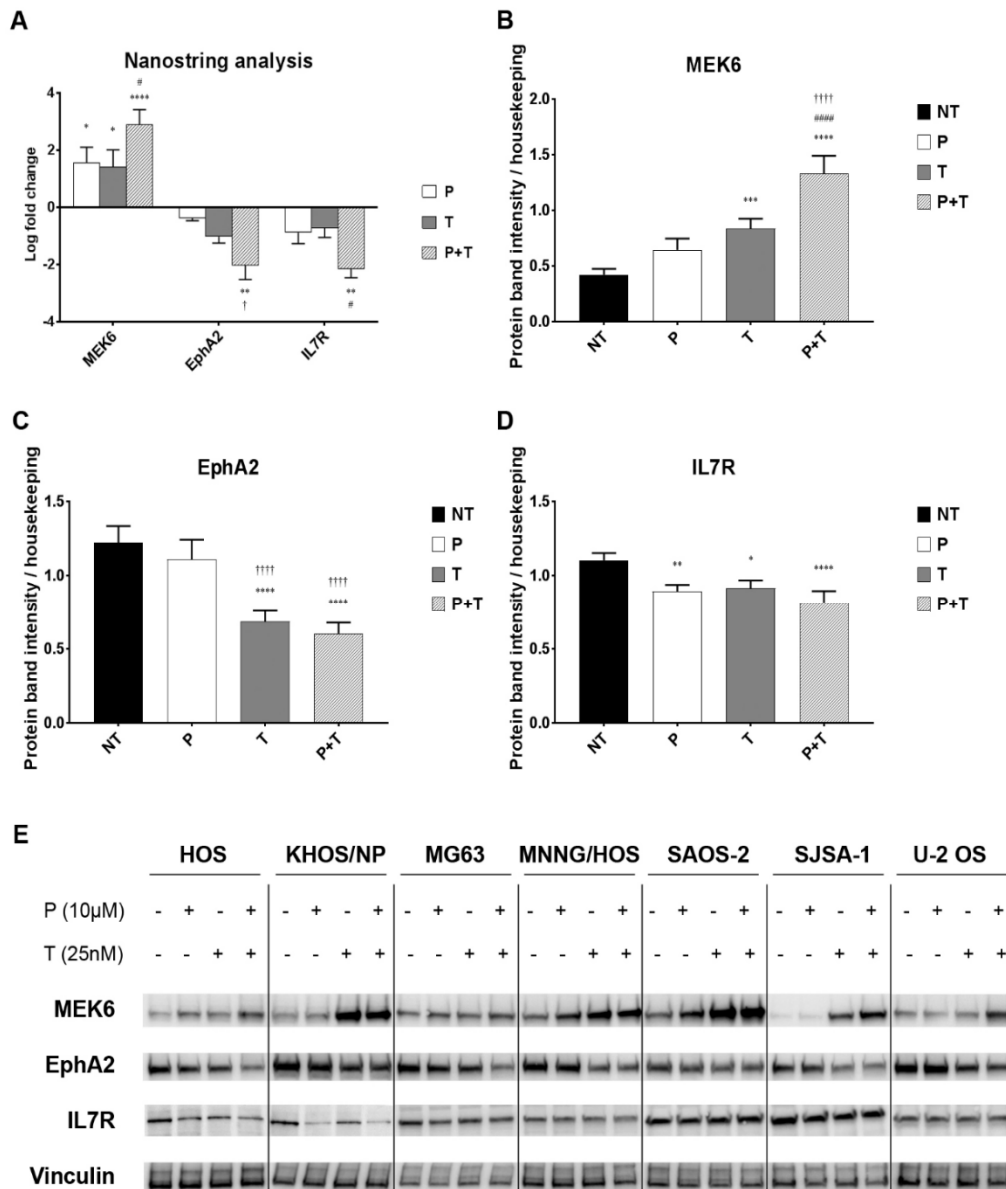 A
Nanostring analysis
Log fold change
4
2
0
-2
-4
* * # ****
** †
** #
MEK6 EphA2 IL7R
P
T
P+T
B
MEK6
Protein band intensity / housekeeping
2.0
1.5
1.0
0.5
0.0
***
††††
####
****
NT P T P+T
NT
P
T
P+T
C
EphA2
Protein band intensity / housekeeping
1.5
1.0
0.5
0.0
†††† ††††
**** ****
NT P T P+T
NT
P
T
P+T
D
IL7R
Protein band intensity / housekeeping
1.5
1.0
0.5
0.0
** * ****
NT P T P+T
NT
P
T
P+T
E
HOS KHOS/NP MG63 MNNG/HOS SAOS-2 SJSA-1 U-2 OS
P (10µM) - + - + - + - + - + - + - + - + - + - + - + - + - + - +
T (25nM) - - + + - - + + - - + + - - + + - - + + - - + + - - + +
MEK6
EphA2
IL7R
Vinculin